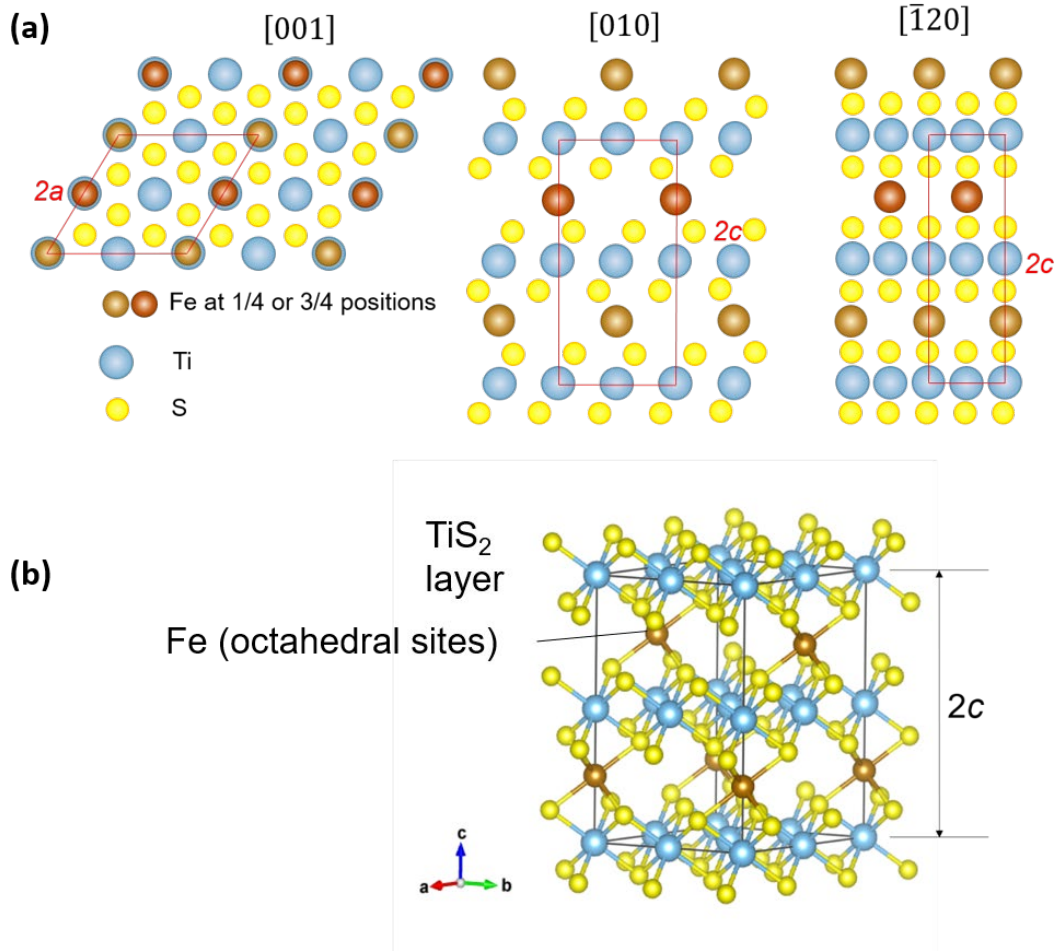 (a)
[001]
[010]
[1̄20]
2a
2c
2c
Fe at 1/4 or 3/4 positions
Ti
S
(b)
TiS₂
layer
Fe (octahedral sites)
2c
c
a
b